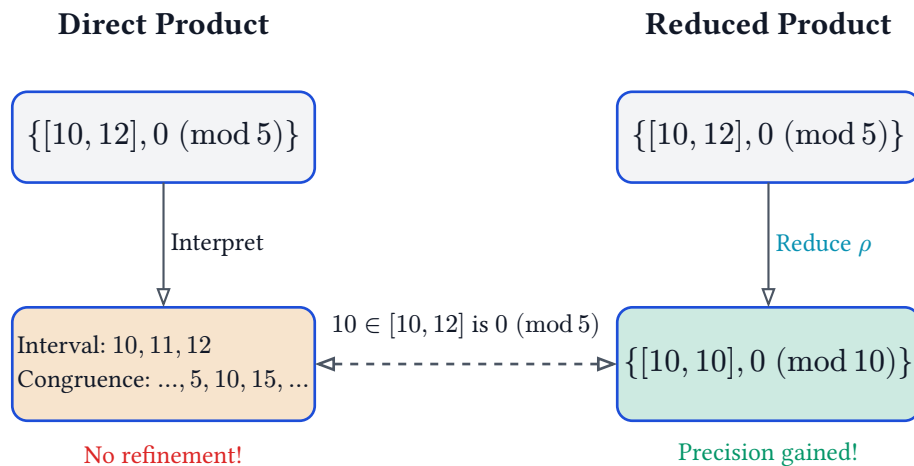 Direct Product
Reduced Product
{[10, 12], 0 (mod 5)}
{[10, 12], 0 (mod 5)}
Interpret
Reduce ρ
10 ∈ [10, 12] is 0 (mod 5)
Interval: 10, 11, 12
Congruence: ..., 5, 10, 15, ...
{[10, 10], 0 (mod 10)}
No refinement!
Precision gained!